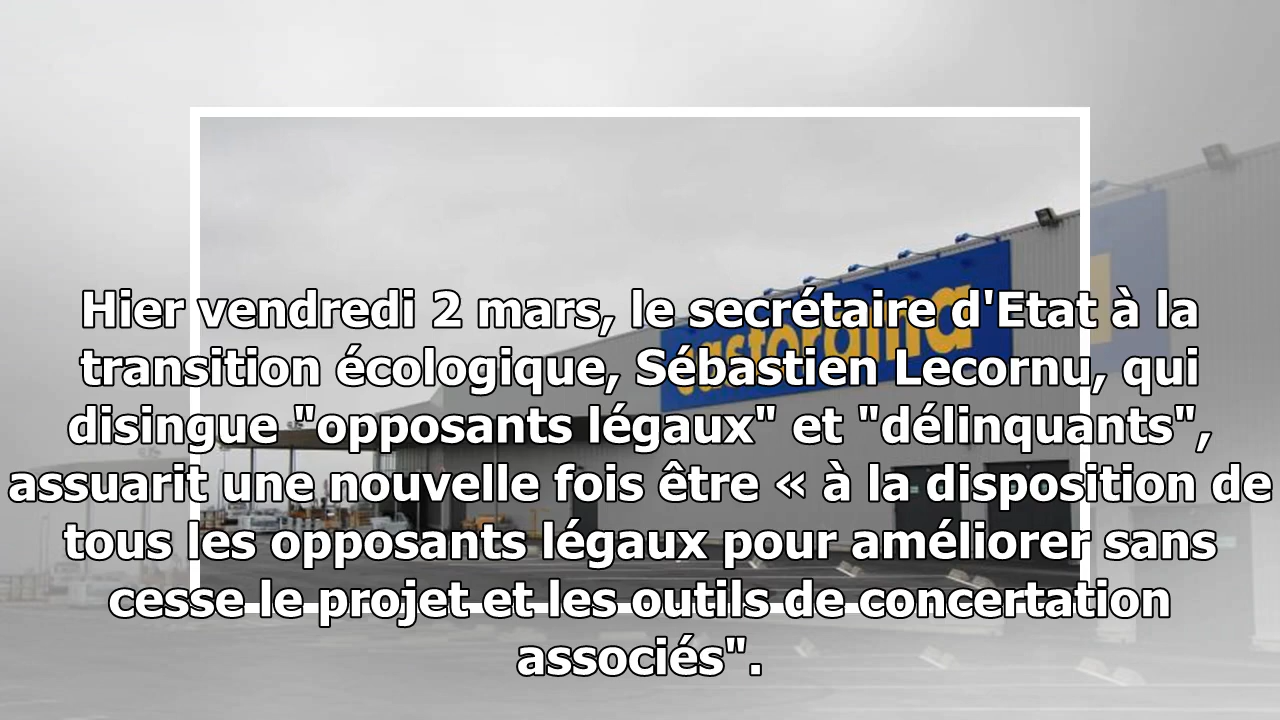 castorama
Hier vendredi 2 mars, le secrétaire d'Etat à la
transition écologique, Sébastien Lecornu, qui
disingue "opposants légaux" et "délinquants",
assuarit une nouvelle fois être « à la disposition de
tous les opposants légaux pour améliorer sans
cesse le projet et les outils de concertation
associés".